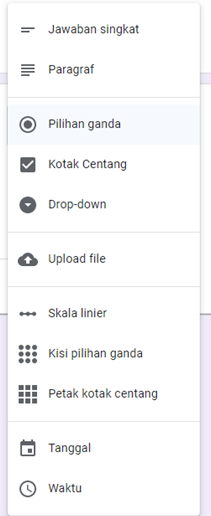 Jawaban singkat
Paragraf
Pilihan ganda
Kotak Centang
Drop-down
Upload file
Skala linier
Kisi pilihan ganda
Petak kotak centang
Tanggal
Waktu